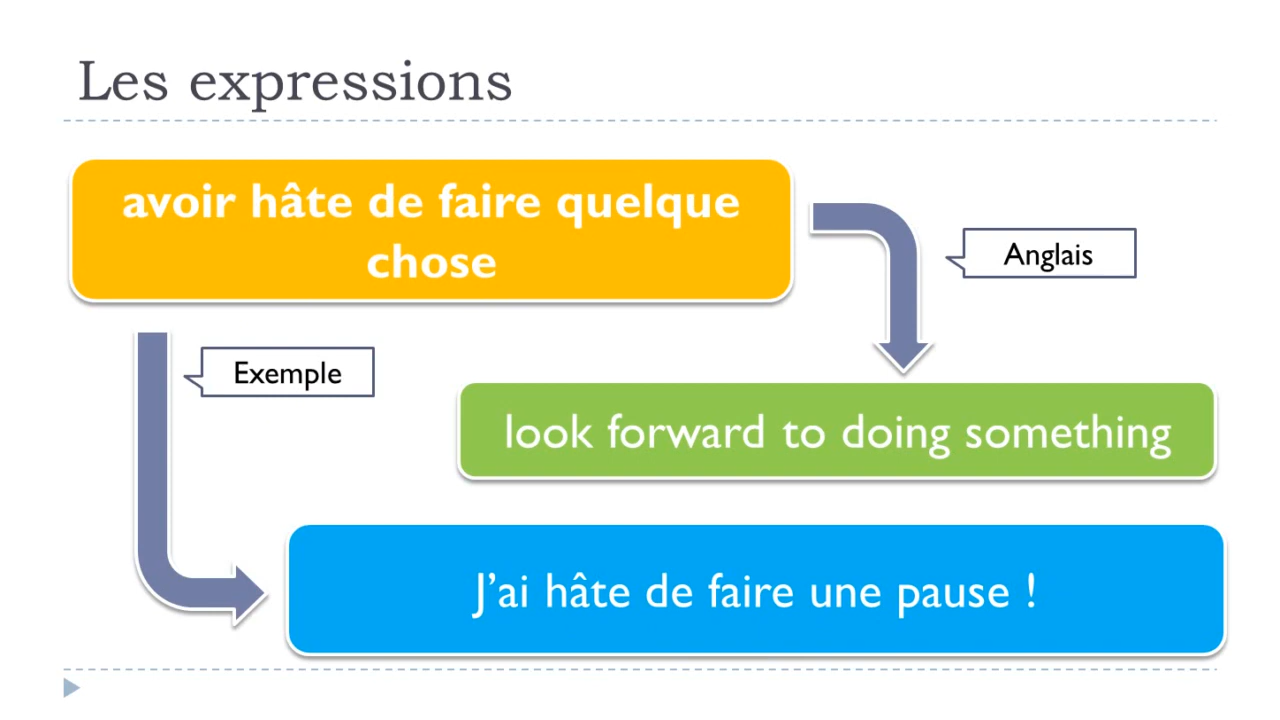 Les expressions
avoir hâte de faire quelque
chose
Anglais
Exemple
look forward to doing something
J’ai hâte de faire une pause !